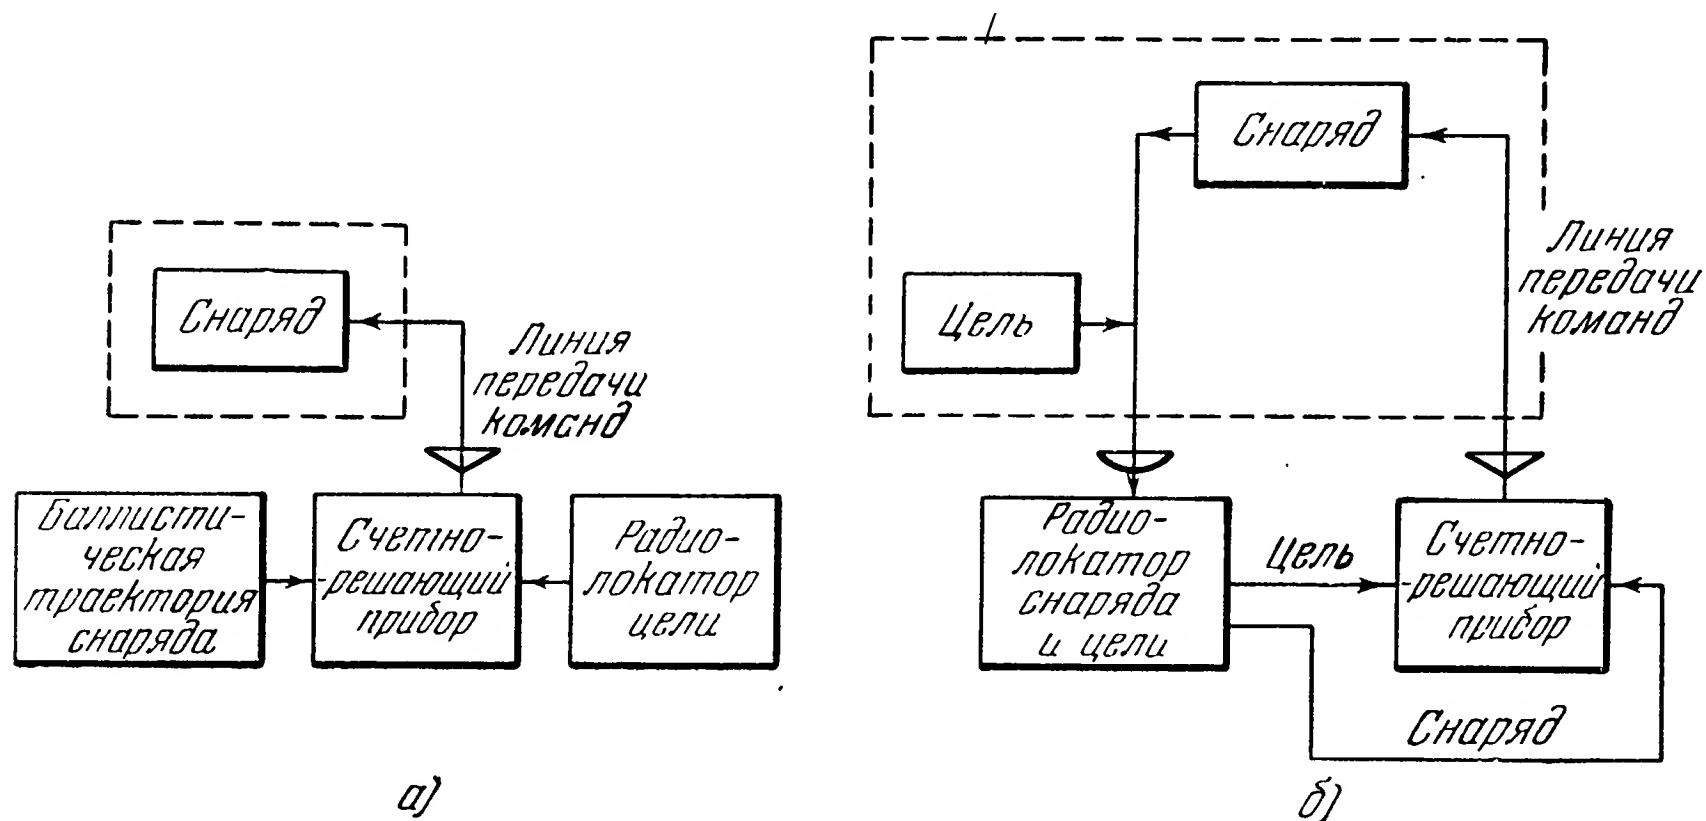 Снаряд
Линия
передачи
команд
Баллисти-
ческая
траектория
снаряда
Счетно-
-решающий
прибор
Радио-
локатор
цели
а)
Снаряд
Цель
Линия
передачи
команд
Радио-
локатор
снаряда
и цели
Цель
Счетно-
-решающий
прибор
Снаряд
б)